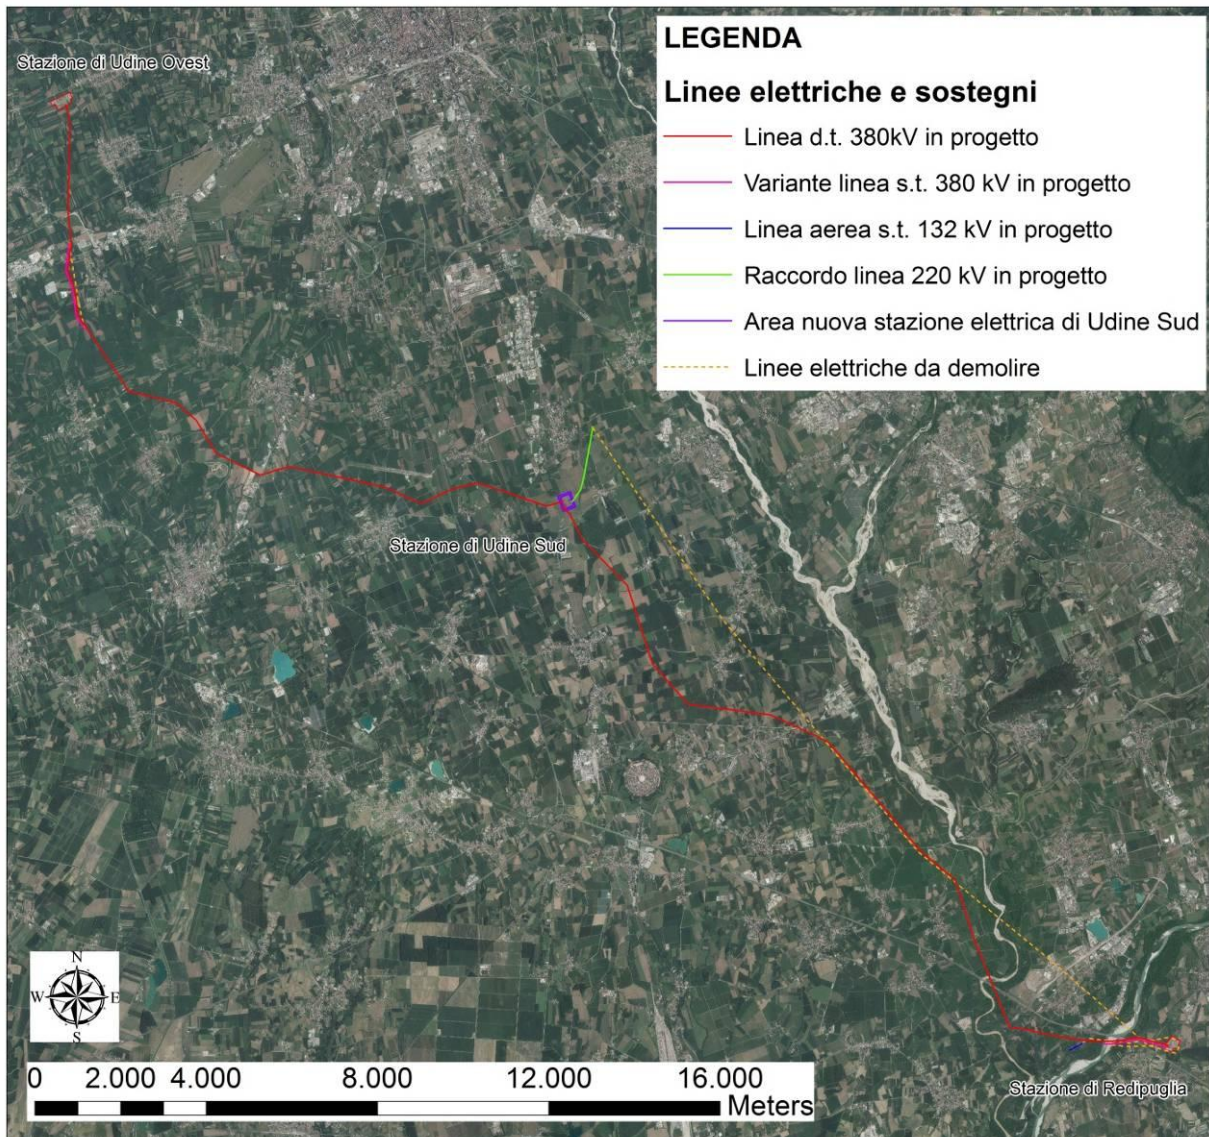 Stazione di Udine Ovest
LEGENDA
Linee elettriche e sostegni
Linea d.t. 380kV in progetto
Variante linea s.t. 380 kV in progetto
Linea aerea s.t. 132 kV in progetto
Raccordo linea 220 kV in progetto
Area nuova stazione elettrica di Udine Sud
Linee elettriche da demolire
Stazione di Udine Sud
N
W E
S
0 2.000 4.000 8.000 12.000 16.000
Meters
Stazione di Redipuglia